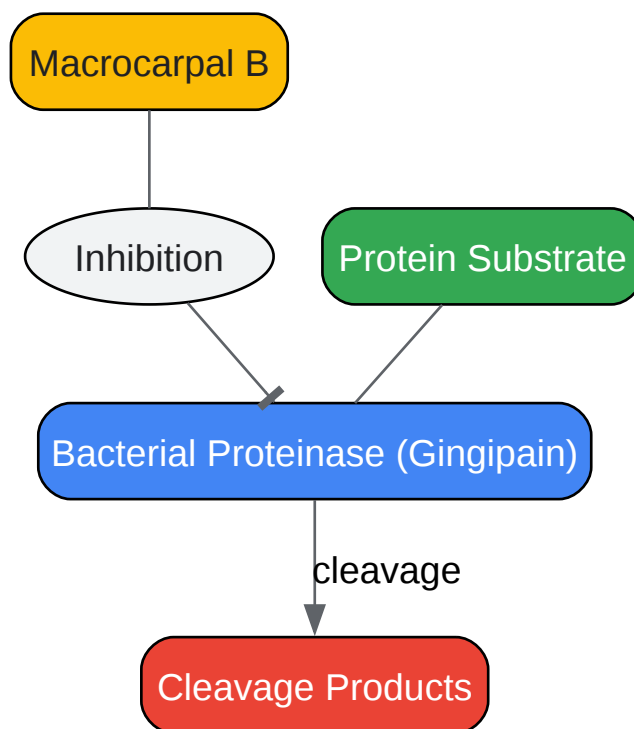 Macrocarpal B
Inhibition
Protein Substrate
Bacterial Proteinase (Gingipain)
cleavage
Cleavage Products